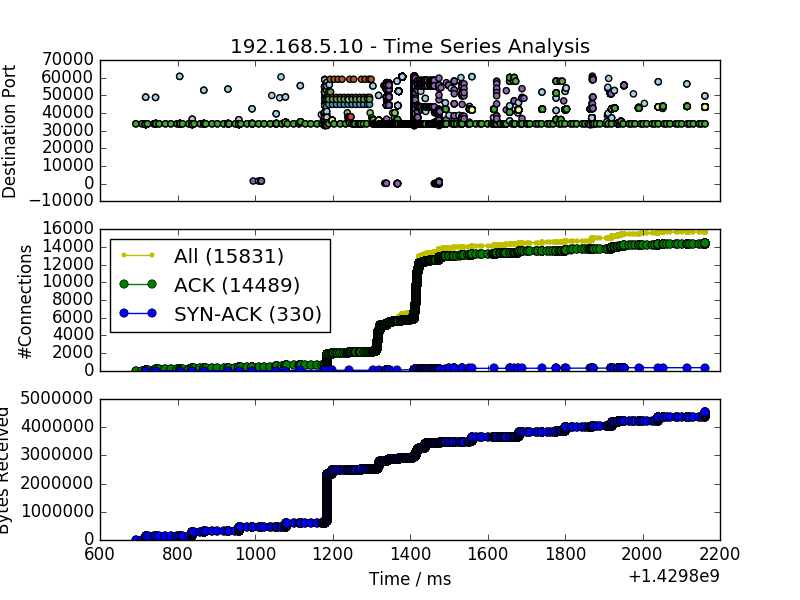 192.168.5.10 - Time Series Analysis
Destination Port
70000
60000
50000
40000
30000
20000
10000
0
−10000
#Connections
16000
14000
12000
10000
8000
6000
4000
2000
0
All (15831)
ACK (14489)
SYN-ACK (330)
Bytes Received
5000000
4000000
3000000
2000000
1000000
0
600 800 1000 1200 1400 1600 1800 2000 2200
Time / ms
+1.4298e9